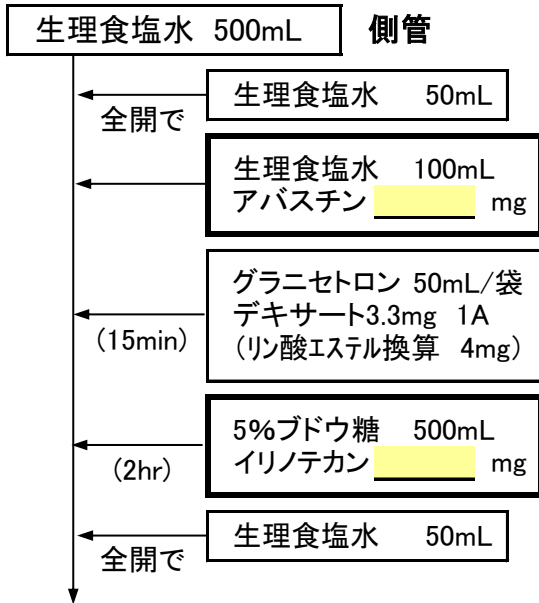 生理食塩水 500mL 側管
生理食塩水 50mL
全開で
生理食塩水 100mL
アバスチン mg
グラニセトロン 50mL/袋
デキサート3.3mg 1A
(リン酸エステル換算 4mg)
(15min)
5%ブドウ糖 500mL
イリノテカン mg
(2hr)
生理食塩水 50mL
全開で